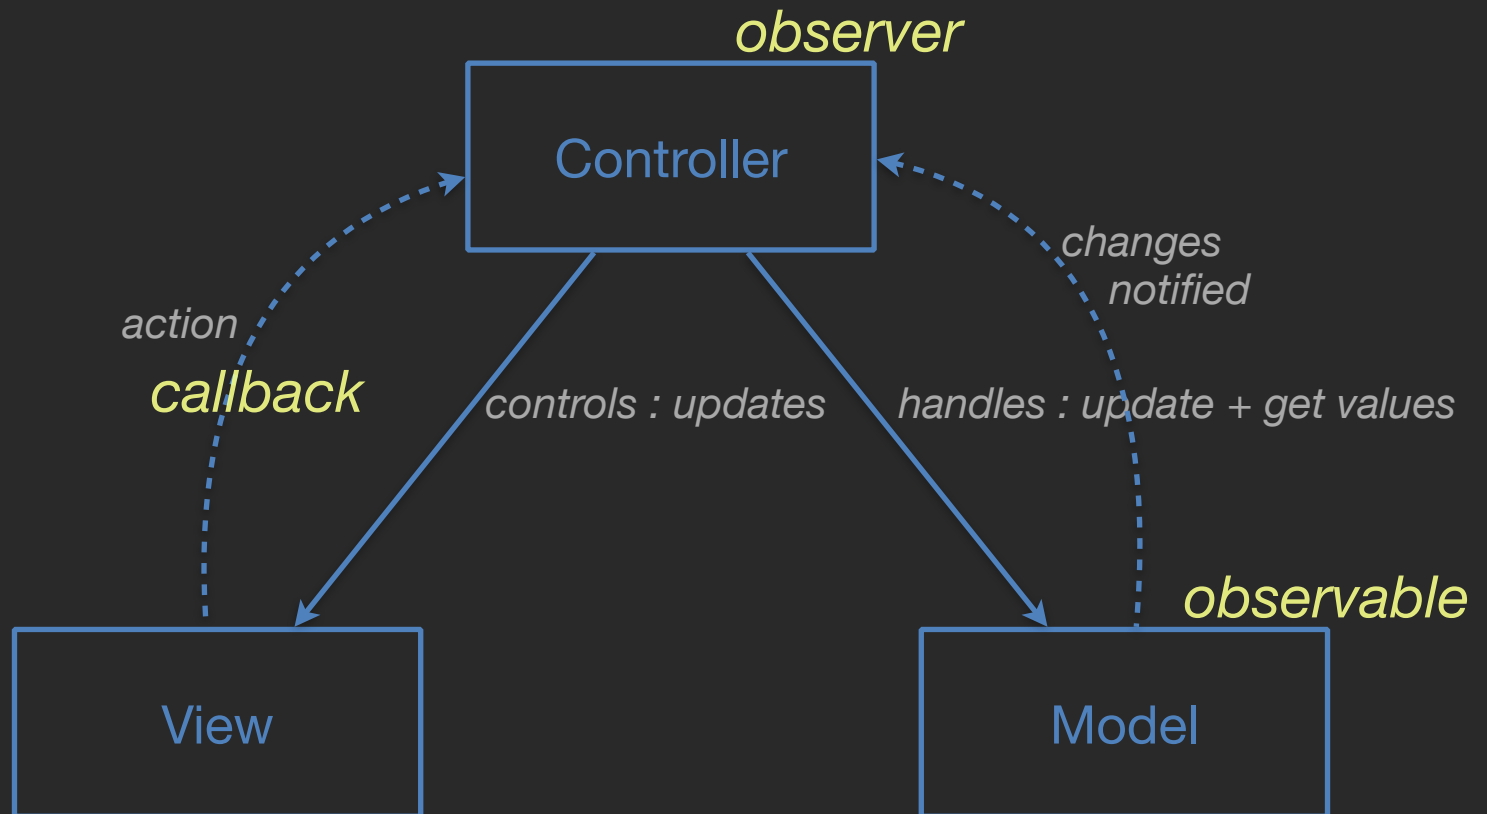 observer
Controller
changes
notified
action
callback
controls : updates
handles : update + get values
observable
View
Model